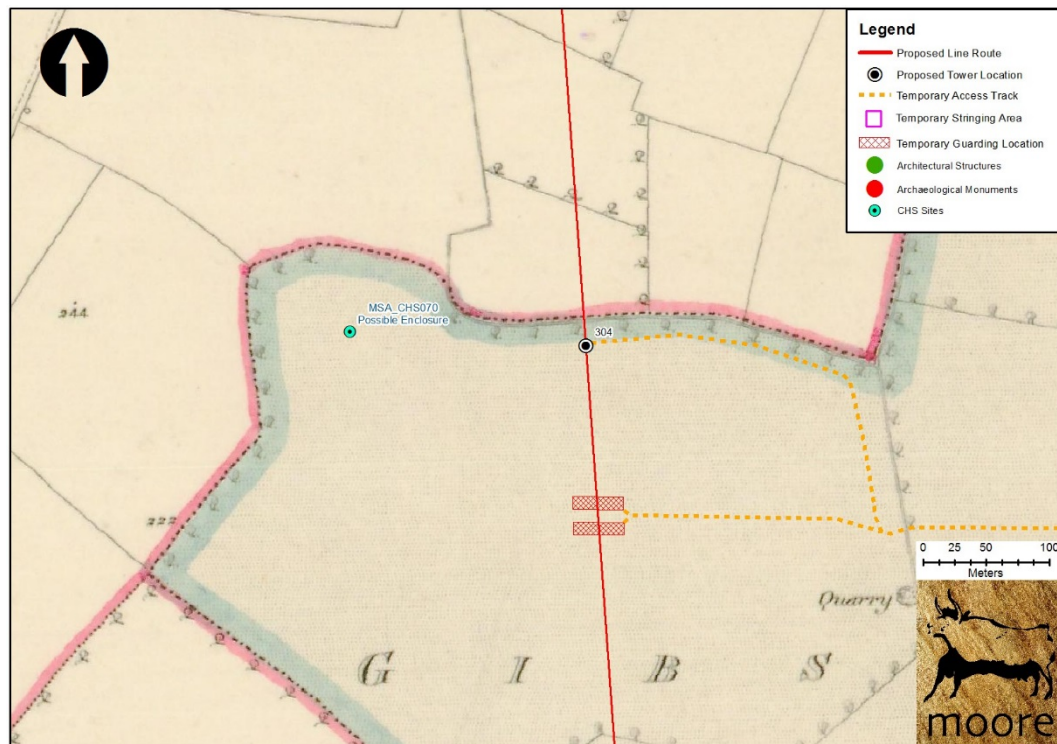 Legend
Proposed Line Route
Proposed Tower Location
Temporary Access Track
Temporary Stringing Area
Temporary Guarding Location
Architectural Structures
Archaeological Monuments
CHS Sites
244
MSA_CHS070
Possible Enclosure
304
222
0 25 50 100
Meters
Quarry
G I B S
moore